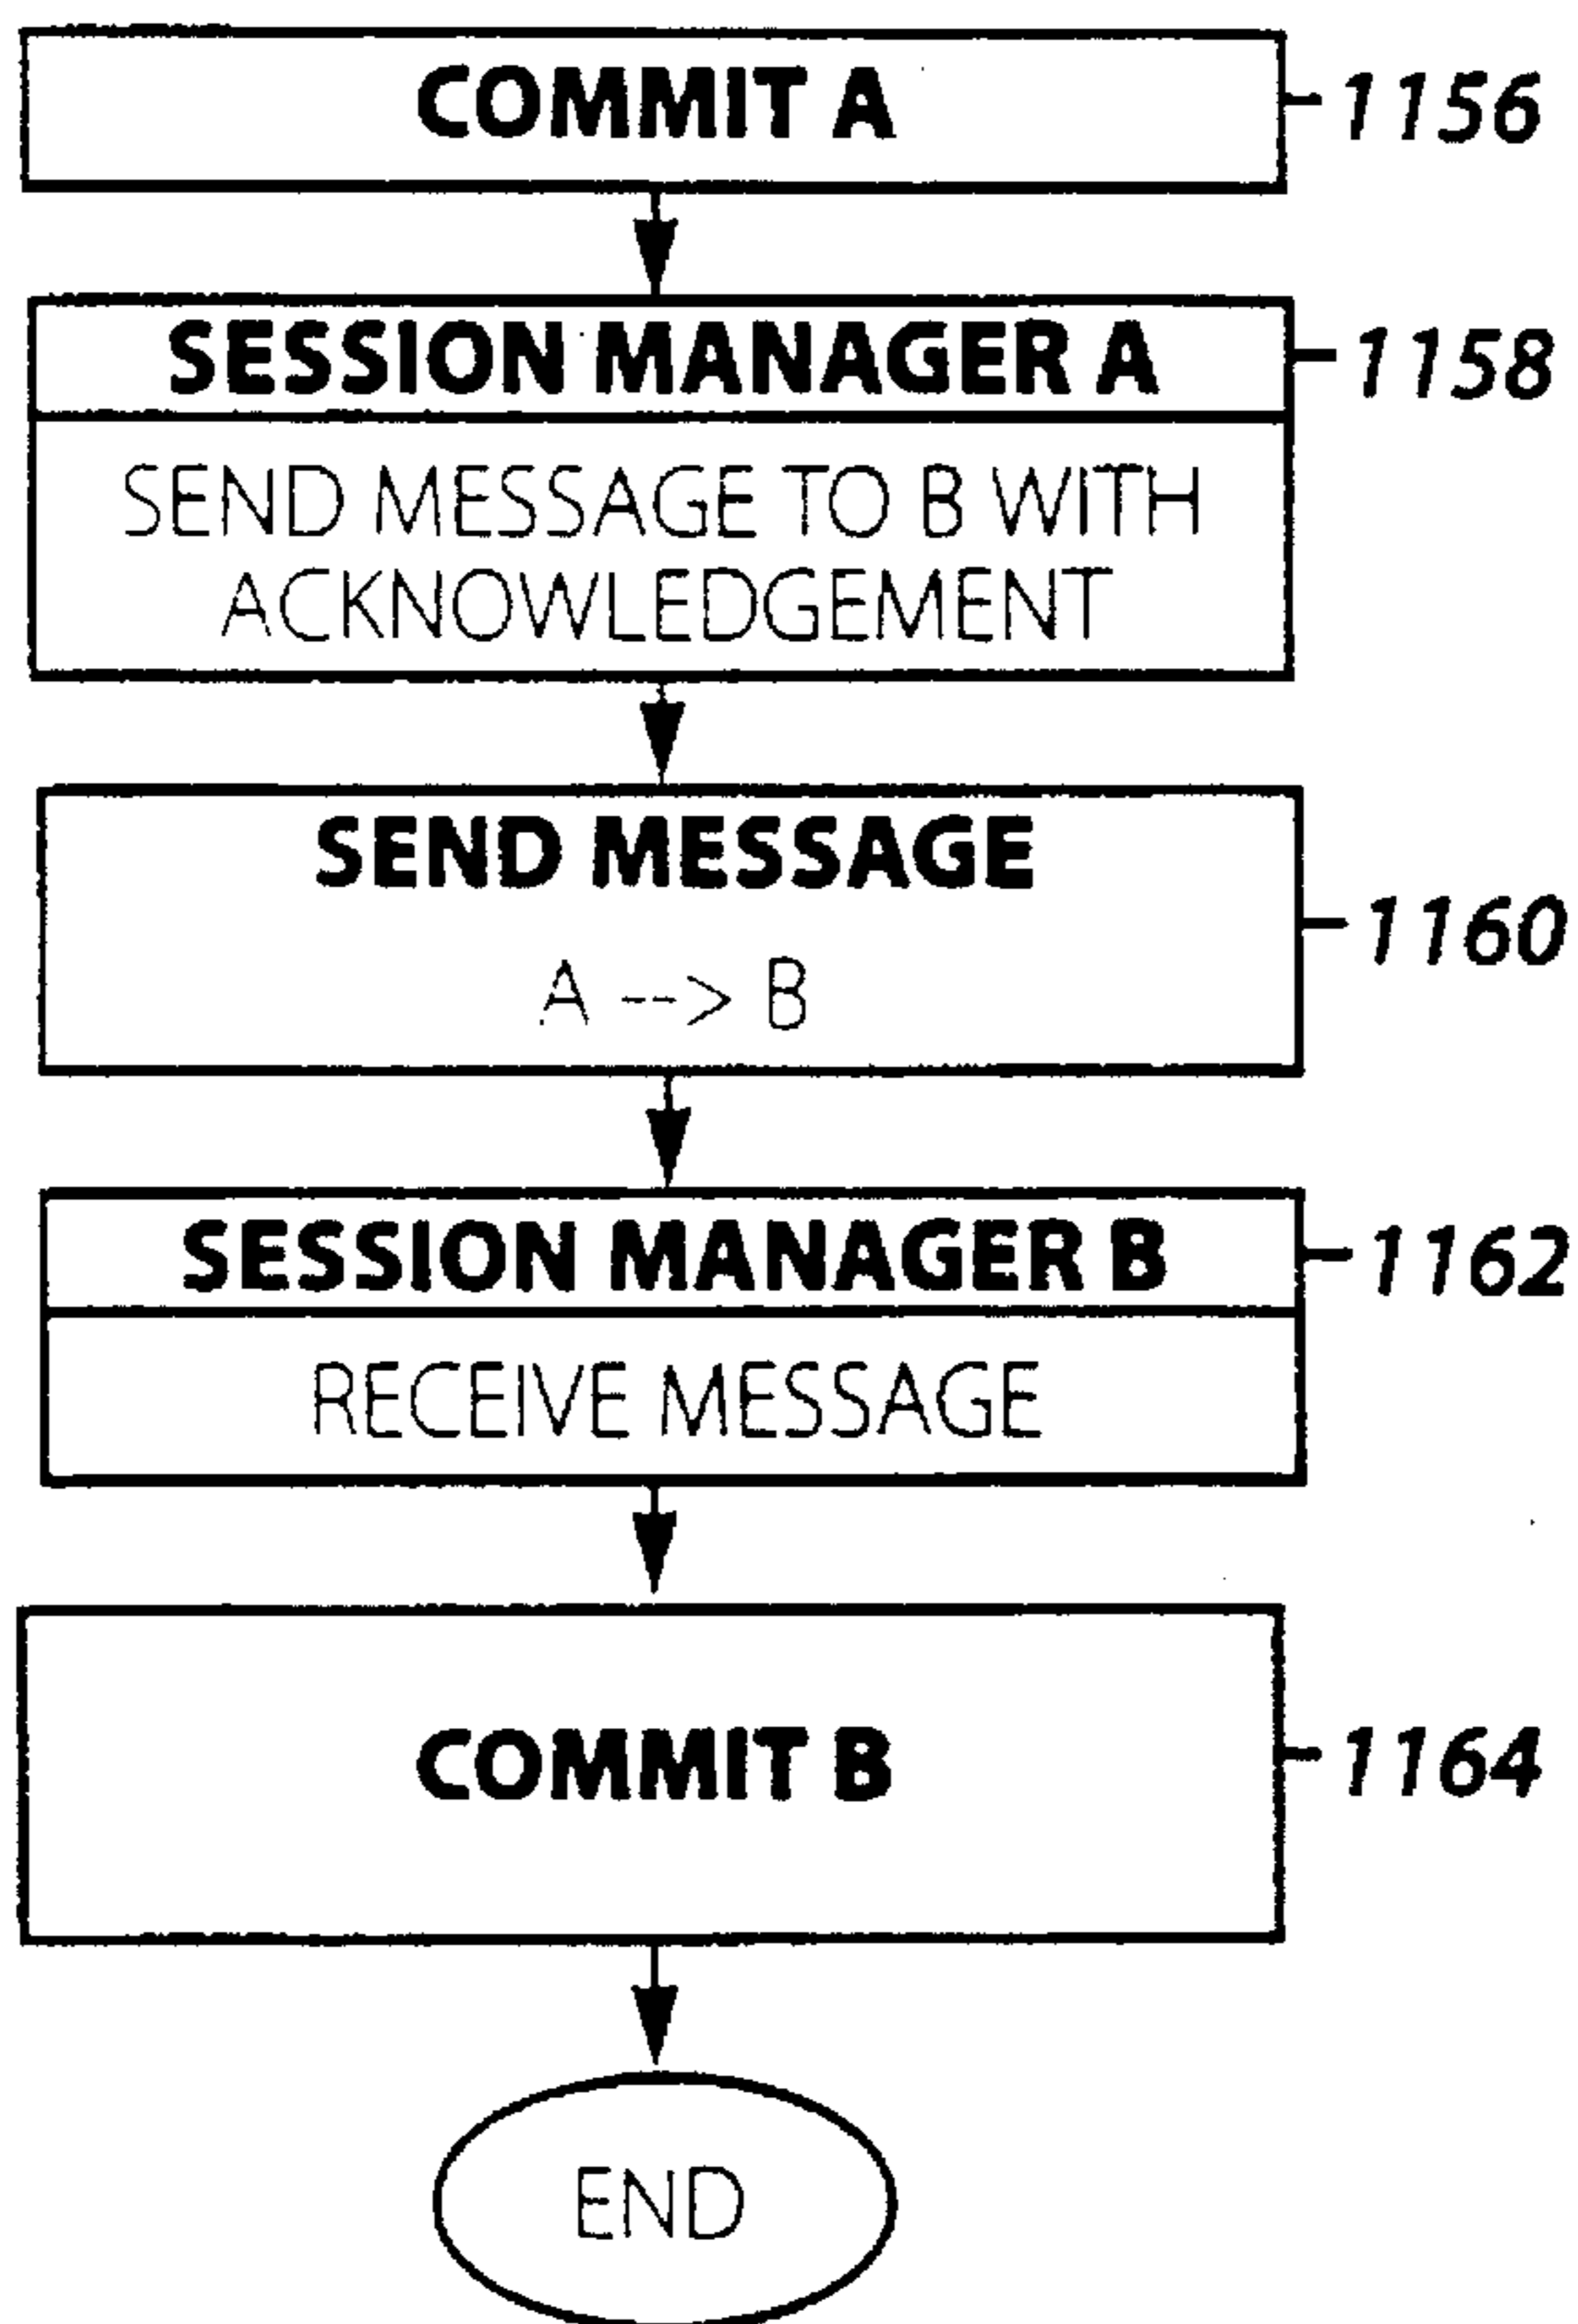 COMMIT A
1156
SESSION MANAGER A
1158
SEND MESSAGE TO B WITH
ACKNOWLEDGEMENT
SEND MESSAGE
A --> B
1160
SESSION MANAGER B
1162
RECEIVE MESSAGE
COMMIT B
1164
END